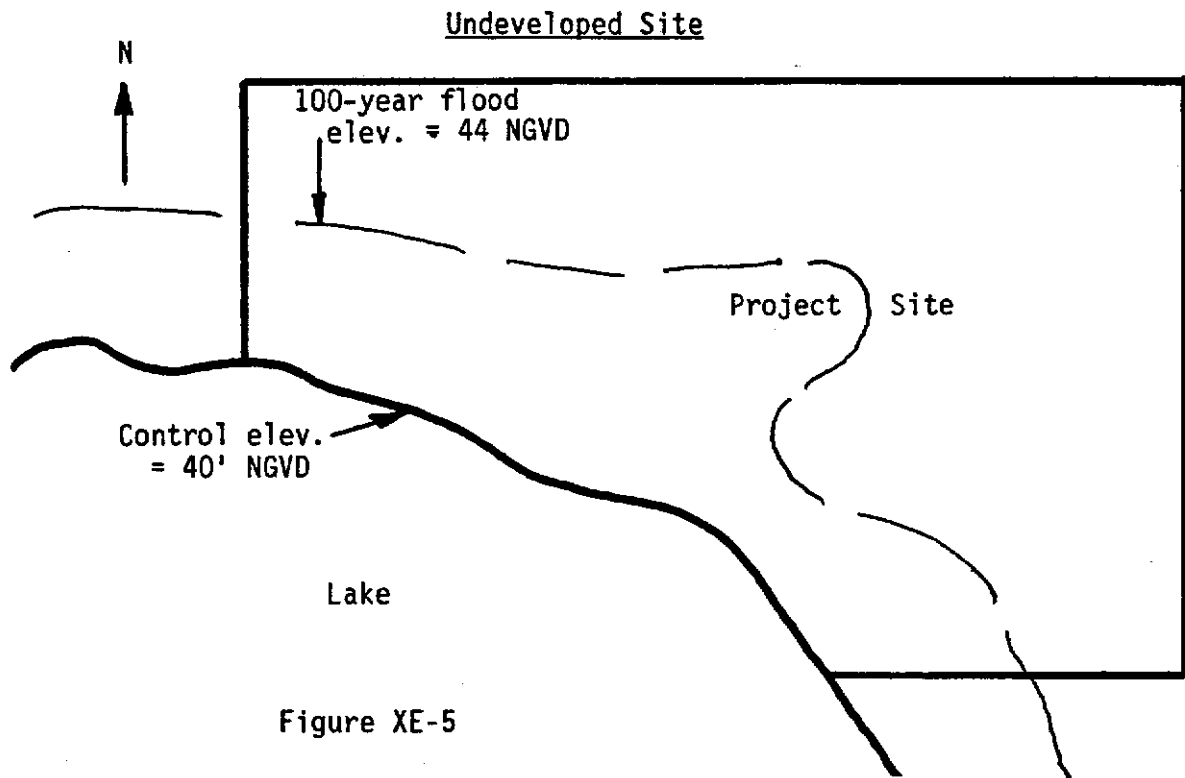 Undeveloped Site
N
100-year flood
elev. = 44 NGVD
Project Site
Control elev.
= 40' NGVD
Lake
Figure XE-5